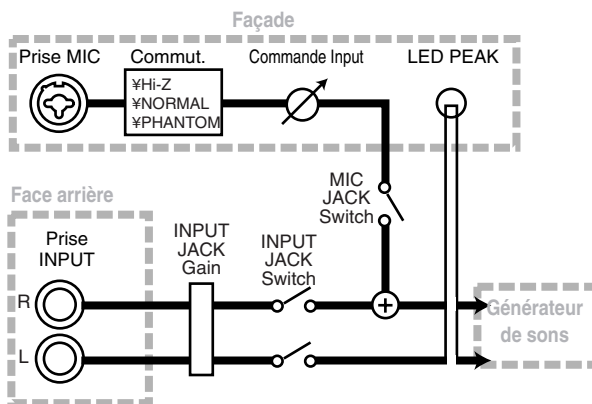 Façade
Prise MIC
Commut.
Commande Input
LED PEAK
¥Hi-Z
¥NORMAL
¥PHANTOM
MIC
JACK
Switch
Face arrière
Prise
INPUT
INPUT
JACK
Gain
INPUT
JACK
Switch
R
L
Générateur
de sons